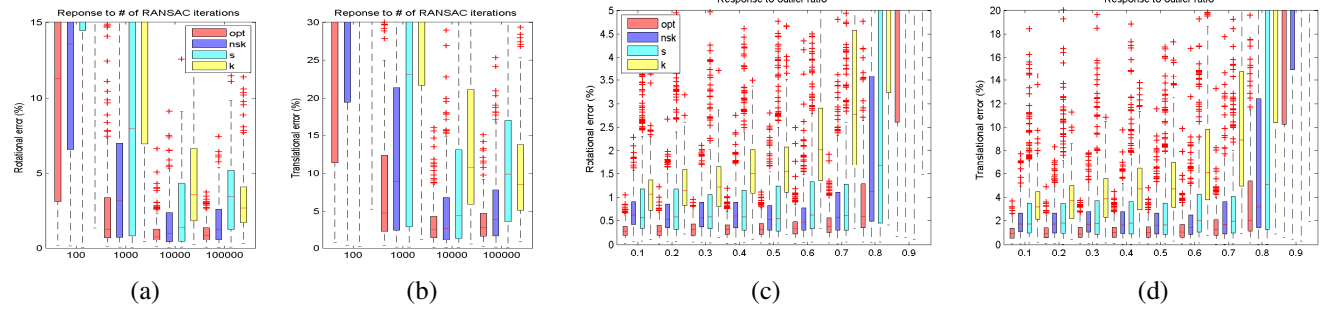 Reponse to # of RANSAC iterations
Rotational error (%)
15
10
5
0
100
1000
10000
100000
opt
nsk
s
k
(a)
Reponse to # of RANSAC iterations
Translational error (%)
30
25
20
15
10
5
0
100
1000
10000
100000
(b)
Response to outlier ratio
Rotational error (%)
5
4.5
4
3.5
3
2.5
2
1.5
1
0.5
0
0.1
0.2
0.3
0.4
0.5
0.6
0.7
0.8
0.9
opt
nsk
s
k
(c)
Response to outlier ratio
Translational error (%)
20
18
16
14
12
10
8
6
4
2
0
0.1
0.2
0.3
0.4
0.5
0.6
0.7
0.8
0.9
(d)